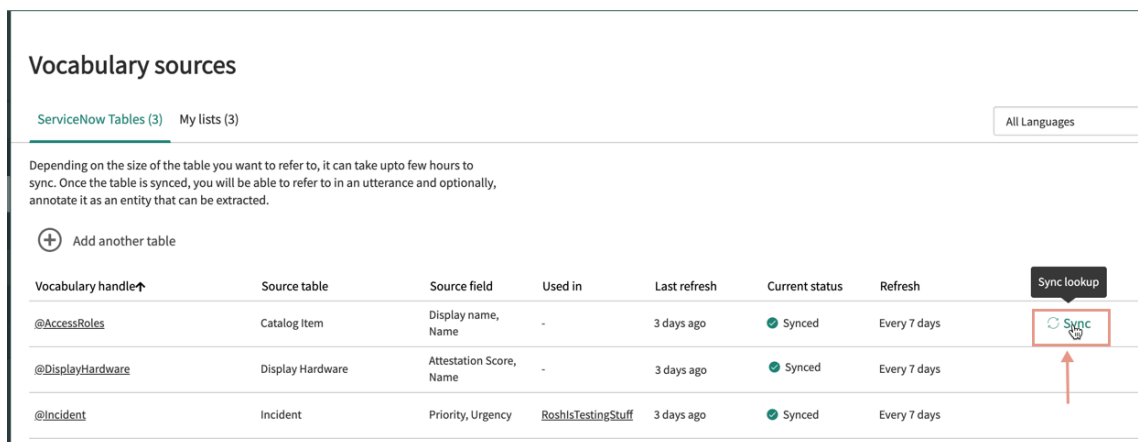 Vocabulary sources
ServiceNow Tables (3) My lists (3)
All Languages
Depending on the size of the table you want to refer to, it can take upto few hours to
sync. Once the table is synced, you will be able to refer to in an utterance and optionally,
annotate it as an entity that can be extracted.
Add another table
Sync lookup
Vocabulary handle Source table Source field Used in Last refresh Current status Refresh
@AccessRoles Catalog Item Display name, Name - 3 days ago Synced Every 7 days Sync
@DisplayHardware Display Hardware Attestation Score, Name - 3 days ago Synced Every 7 days
@Incident Incident Priority, Urgency RoshIsTestingStuff 3 days ago Synced Every 7 days